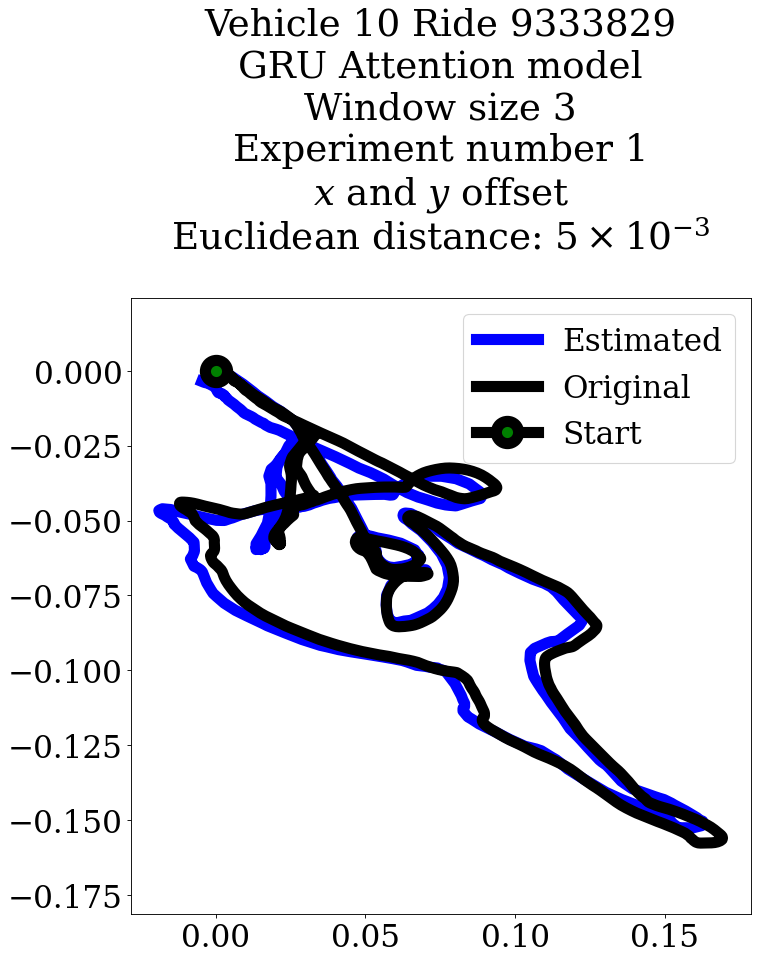 Vehicle 10 Ride 9333829
GRU Attention model
Window size 3
Experiment number 1
x and y offset
Euclidean distance: 5 × 10⁻³
Estimated
Original
Start
0.000
−0.025
−0.050
−0.075
−0.100
−0.125
−0.150
−0.175
0.00 0.05 0.10 0.15